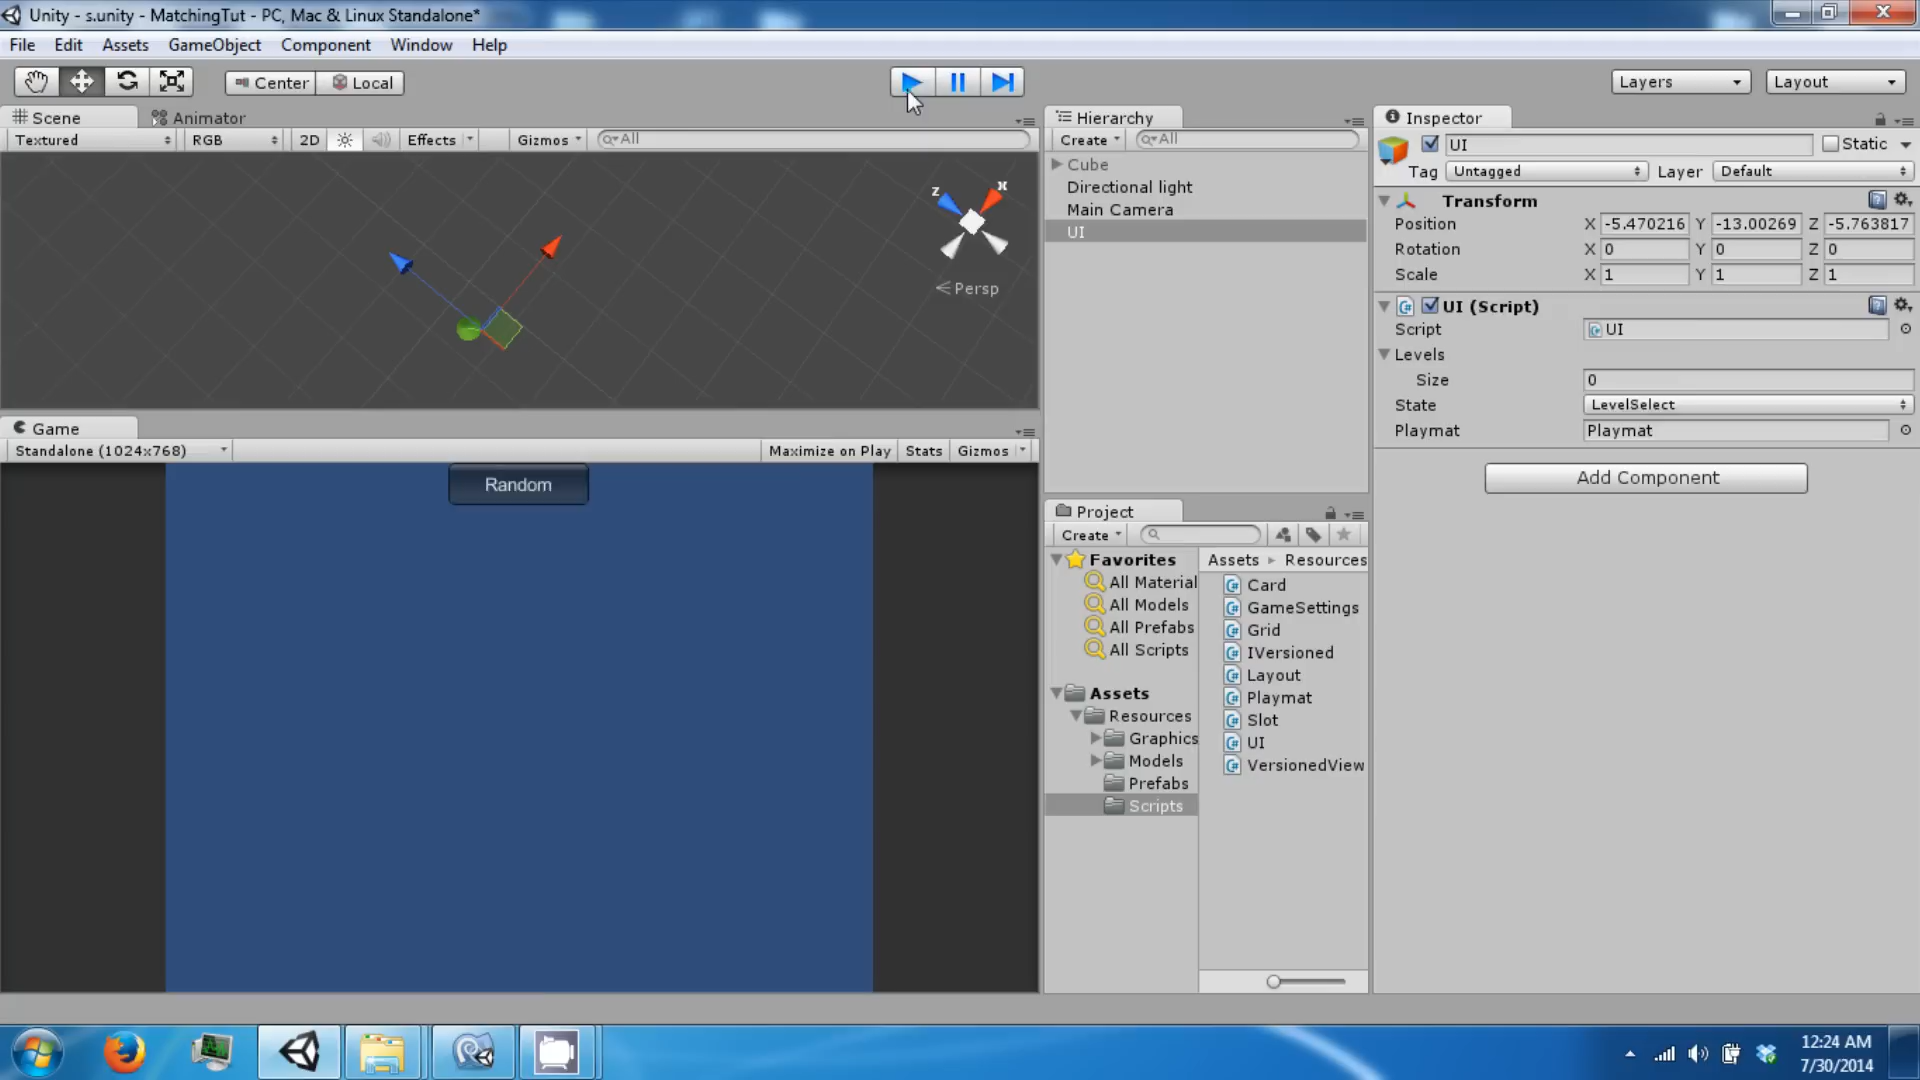 Unity - s.unity - MatchingTut - PC, Mac & Linux Standalone*
File Edit Assets GameObject Component Window Help
Center Local Layers Layout
Scene Animator
Textured RGB 2D Effects Gizmos All
z x
Persp
Game
Standalone (1024x768) Maximize on Play Stats Gizmos
Random
Hierarchy
Create All
Cube
Directional light
Main Camera
UI
Project
Create
Favorites
All Material
All Models
All Prefabs
All Scripts
Assets
Resources
Graphics
Models
Prefabs
Scripts
Assets Resources
Card
GameSettings
Grid
IVersioned
Layout
Playmat
Slot
UI
VersionedView
Inspector
UI Static
Tag Untagged Layer Default
Transform
Position X -5.470216 Y -13.00269 Z -5.763817
Rotation X 0 Y 0 Z 0
Scale X 1 Y 1 Z 1
UI (Script)
Script UI
Levels
Size 0
State LevelSelect
Playmat Playmat
Add Component
12:24 AM
7/30/2014